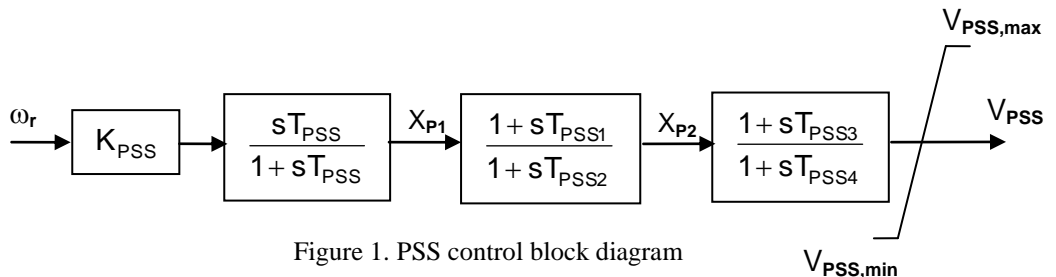 V_PSS,max
ω_r
K_PSS
sT_PSS
1 + sT_PSS
X_P1
1 + sT_PSS1
1 + sT_PSS2
X_P2
1 + sT_PSS3
1 + sT_PSS4
V_PSS
V_PSS,min
Figure 1. PSS control block diagram